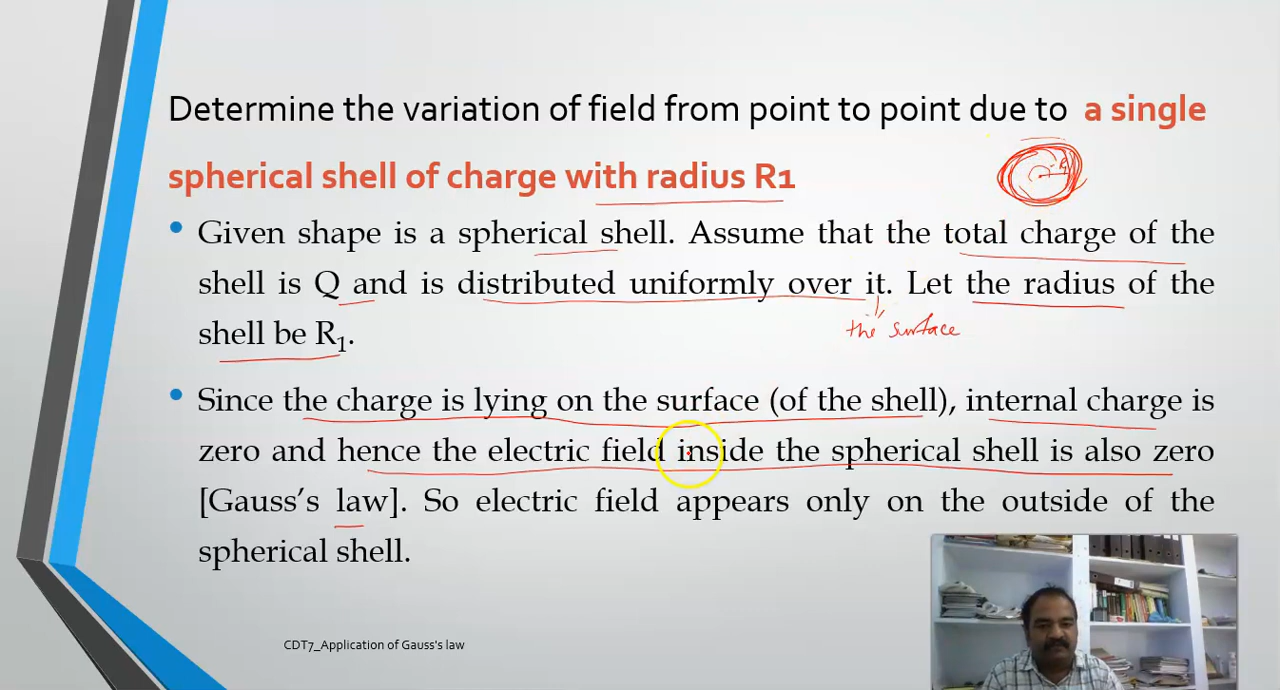 Determine the variation of field from point to point due to a single
spherical shell of charge with radius R1
• Given shape is a spherical shell. Assume that the total charge of the
shell is Q and is distributed uniformly over it. Let the radius of the
shell be R₁.
the surface
• Since the charge is lying on the surface (of the shell), internal charge is
zero and hence the electric field inside the spherical shell is also zero
[Gauss’s law]. So electric field appears only on the outside of the
spherical shell.
CDT7_Application of Gauss's law